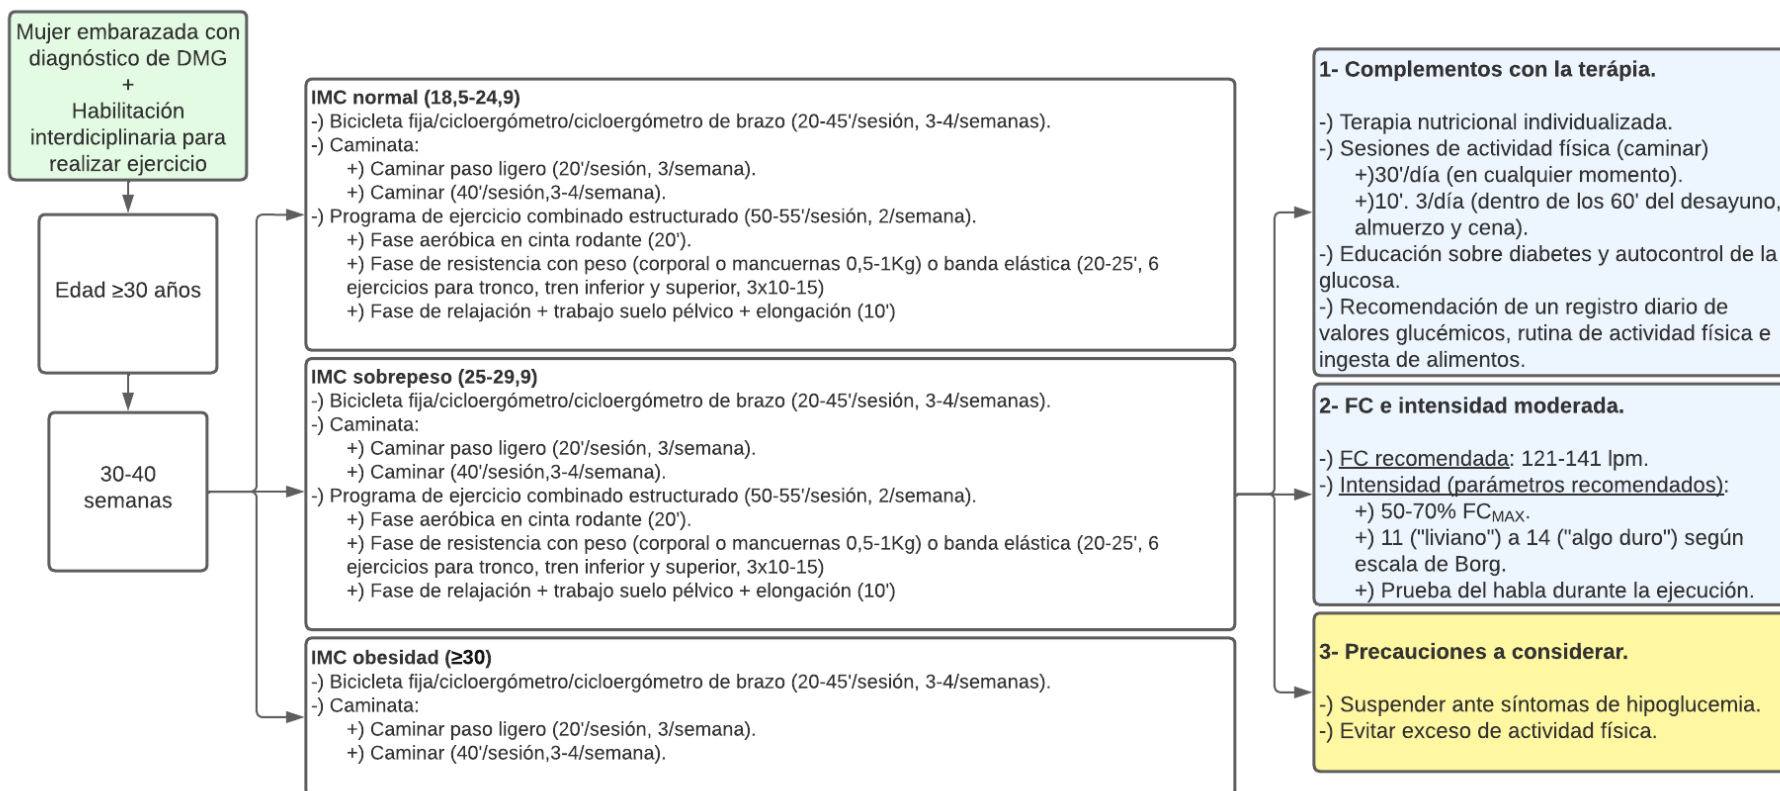 Mujer embarazada con
diagnóstico de DMG
+
Habilitación
interdiciplinaria para
realizar ejercicio
Edad ≥30 años
30-40
semanas
IMC normal (18,5-24,9)
-) Bicicleta fija/cicloergómetro/cicloergómetro de brazo (20-45'/sesión, 3-4/semanas).
-) Caminata:
+) Caminar paso ligero (20'/sesión, 3/semana).
+) Caminar (40'/sesión,3-4/semana).
-) Programa de ejercicio combinado estructurado (50-55'/sesión, 2/semana).
+) Fase aeróbica en cinta rodante (20').
+) Fase de resistencia con peso (corporal o mancuernas 0,5-1Kg) o banda elástica (20-25', 6
ejercicios para tronco, tren inferior y superior, 3x10-15)
+) Fase de relajación + trabajo suelo pélvico + elongación (10')
IMC sobrepeso (25-29,9)
-) Bicicleta fija/cicloergómetro/cicloergómetro de brazo (20-45'/sesión, 3-4/semanas).
-) Caminata:
+) Caminar paso ligero (20'/sesión, 3/semana).
+) Caminar (40'/sesión,3-4/semana).
-) Programa de ejercicio combinado estructurado (50-55'/sesión, 2/semana).
+) Fase aeróbica en cinta rodante (20').
+) Fase de resistencia con peso (corporal o mancuernas 0,5-1Kg) o banda elástica (20-25', 6
ejercicios para tronco, tren inferior y superior, 3x10-15)
+) Fase de relajación + trabajo suelo pélvico + elongación (10')
IMC obesidad (≥30)
-) Bicicleta fija/cicloergómetro/cicloergómetro de brazo (20-45'/sesión, 3-4/semanas).
-) Caminata:
+) Caminar paso ligero (20'/sesión, 3/semana).
+) Caminar (40'/sesión,3-4/semana).
1- Complementos con la terápia.
-) Terapia nutricional individualizada.
-) Sesiones de actividad física (caminar)
+)30'/día (en cualquier momento).
+)10'. 3/día (dentro de los 60' del desayuno,
almuerzo y cena).
-) Educación sobre diabetes y autocontrol de la
glucosa.
-) Recomendación de un registro diario de
valores glucémicos, rutina de actividad física e
ingesta de alimentos.
2- FC e intensidad moderada.
-) FC recomendada: 121-141 lpm.
-) Intensidad (parámetros recomendados):
+) 50-70% FCMAX.
+) 11 ("liviano") a 14 ("algo duro") según
escala de Borg.
+) Prueba del habla durante la ejecución.
3- Precauciones a considerar.
-) Suspender ante síntomas de hipoglucemia.
-) Evitar exceso de actividad física.